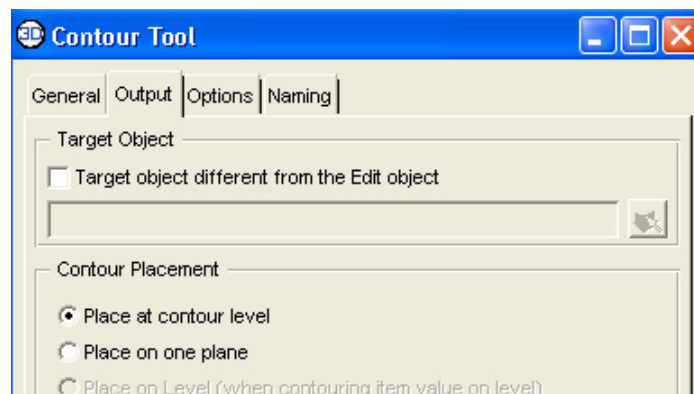 3D Contour Tool
General Output Options Naming
Target Object
Target object different from the Edit object
Contour Placement
Place at contour level
Place on one plane
Place on Level (when contouring item value on level)